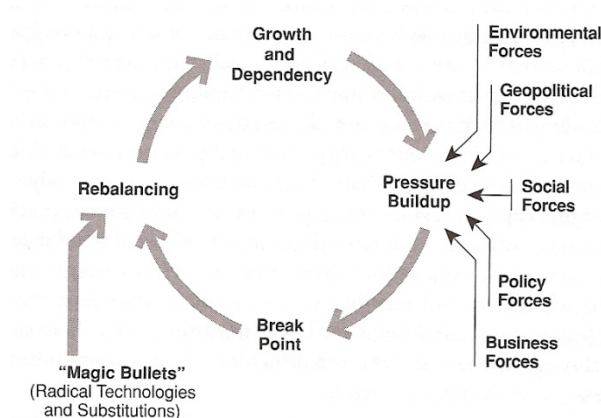 Growth
and
Dependency
Environmental
Forces
Geopolitical
Forces
Rebalancing
Pressure
Buildup
Social
Forces
Policy
Forces
Break
Point
Business
Forces
"Magic Bullets"
(Radical Technologies
and Substitutions)